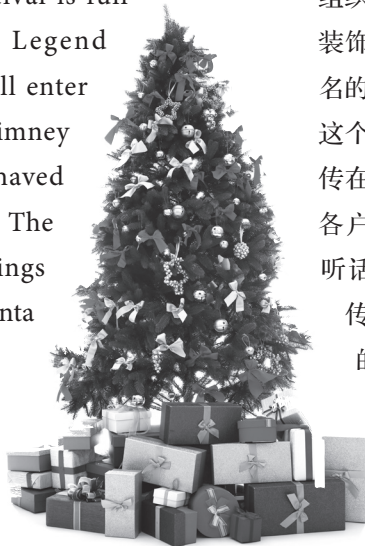 ival is full
Legend
ll enter
imney
haved
The
ings
nta
组织
装饰
名的
这个
传在
各户
听话
传
的